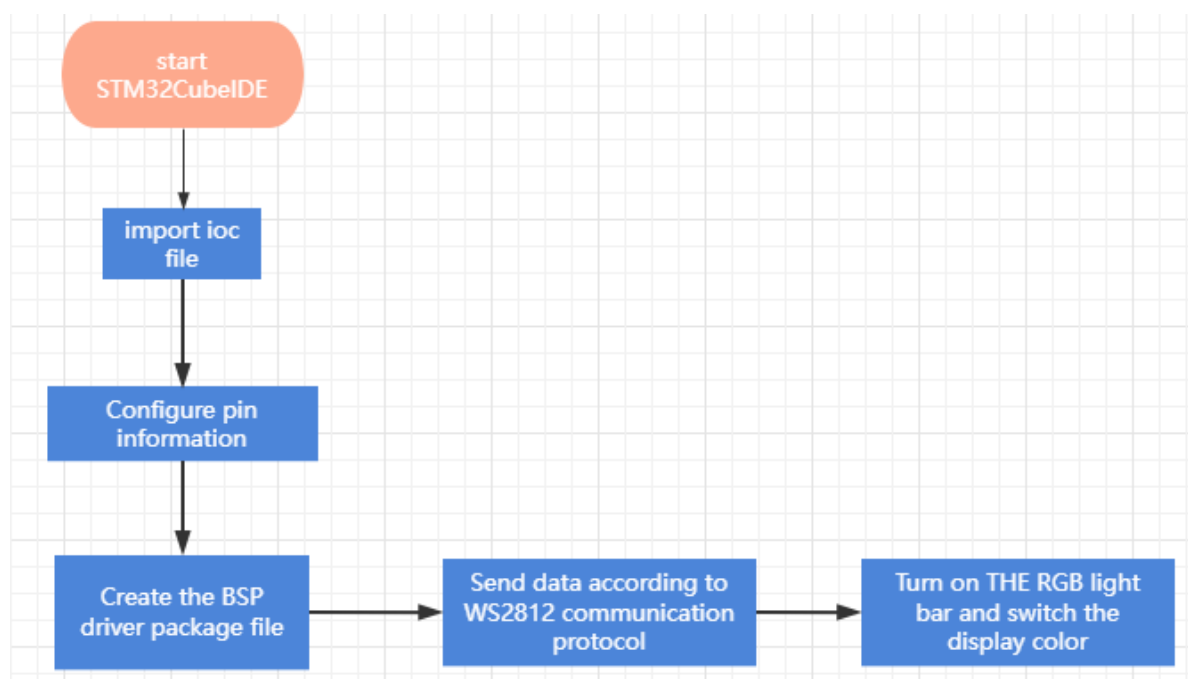 start
STM32CubeIDE
import ioc
file
Configure pin
information
Create the BSP
driver package file
Send data according to
WS2812 communication
protocol
Turn on THE RGB light
bar and switch the
display color